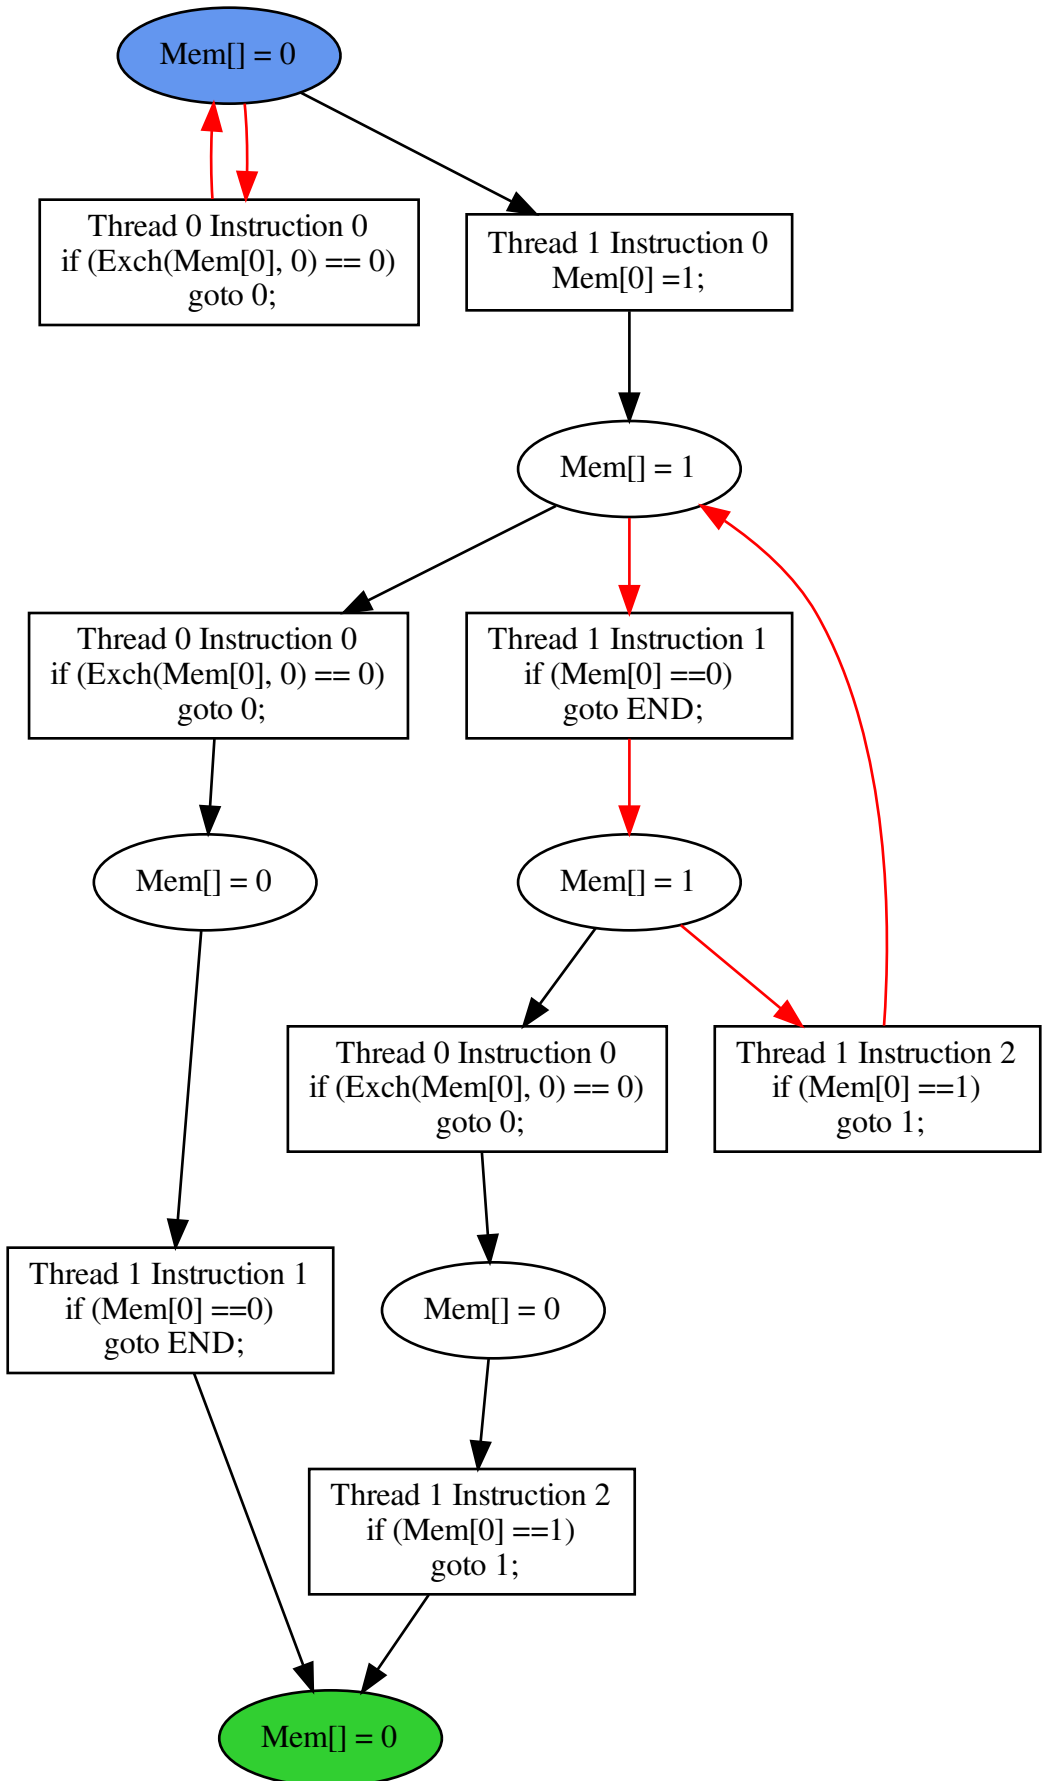 Mem[] = 0
Thread 0 Instruction 0
if (Exch(Mem[0], 0) == 0)
goto 0;
Thread 1 Instruction 0
Mem[0] =1;
Mem[] = 1
Thread 0 Instruction 0
if (Exch(Mem[0], 0) == 0)
goto 0;
Thread 1 Instruction 1
if (Mem[0] ==0)
goto END;
Mem[] = 0
Mem[] = 1
Thread 0 Instruction 0
if (Exch(Mem[0], 0) == 0)
goto 0;
Thread 1 Instruction 2
if (Mem[0] ==1)
goto 1;
Thread 1 Instruction 1
if (Mem[0] ==0)
goto END;
Mem[] = 0
Thread 1 Instruction 2
if (Mem[0] ==1)
goto 1;
Mem[] = 0